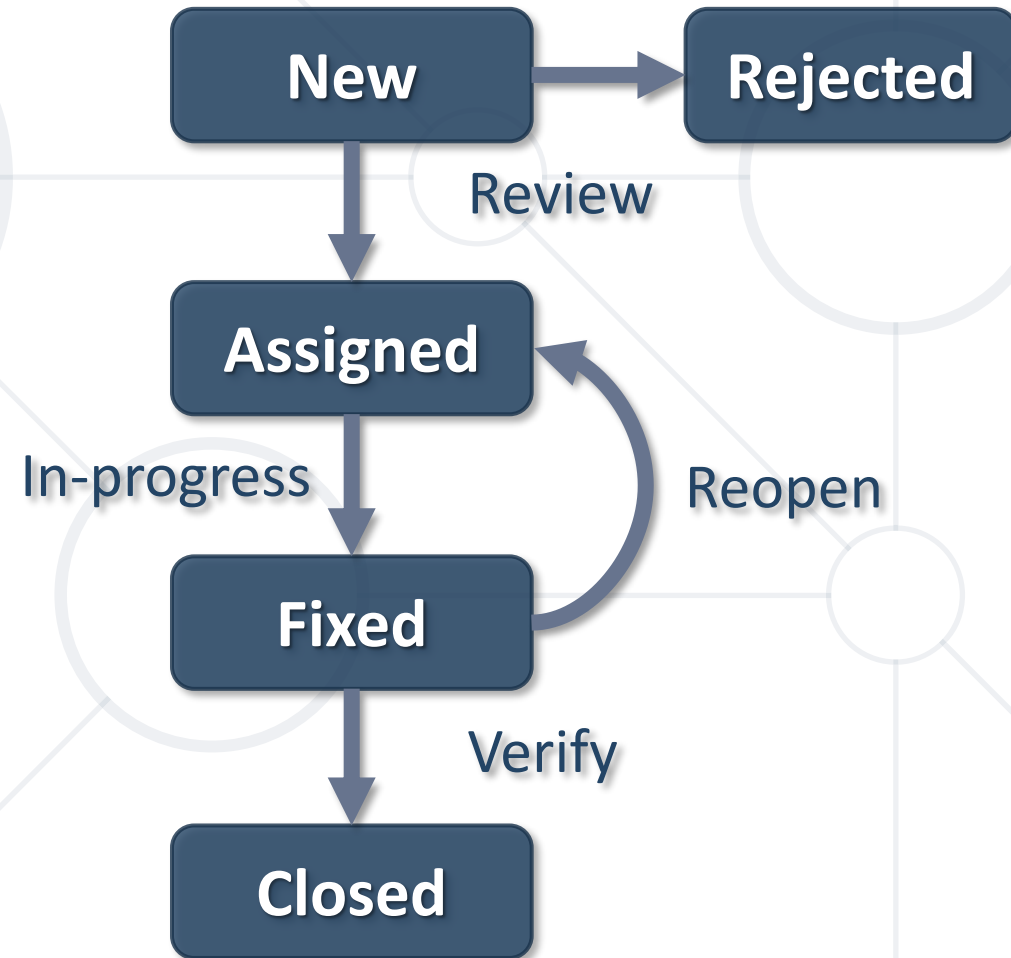 New
Rejected
Review
Assigned
In-progress
Reopen
Fixed
Verify
Closed